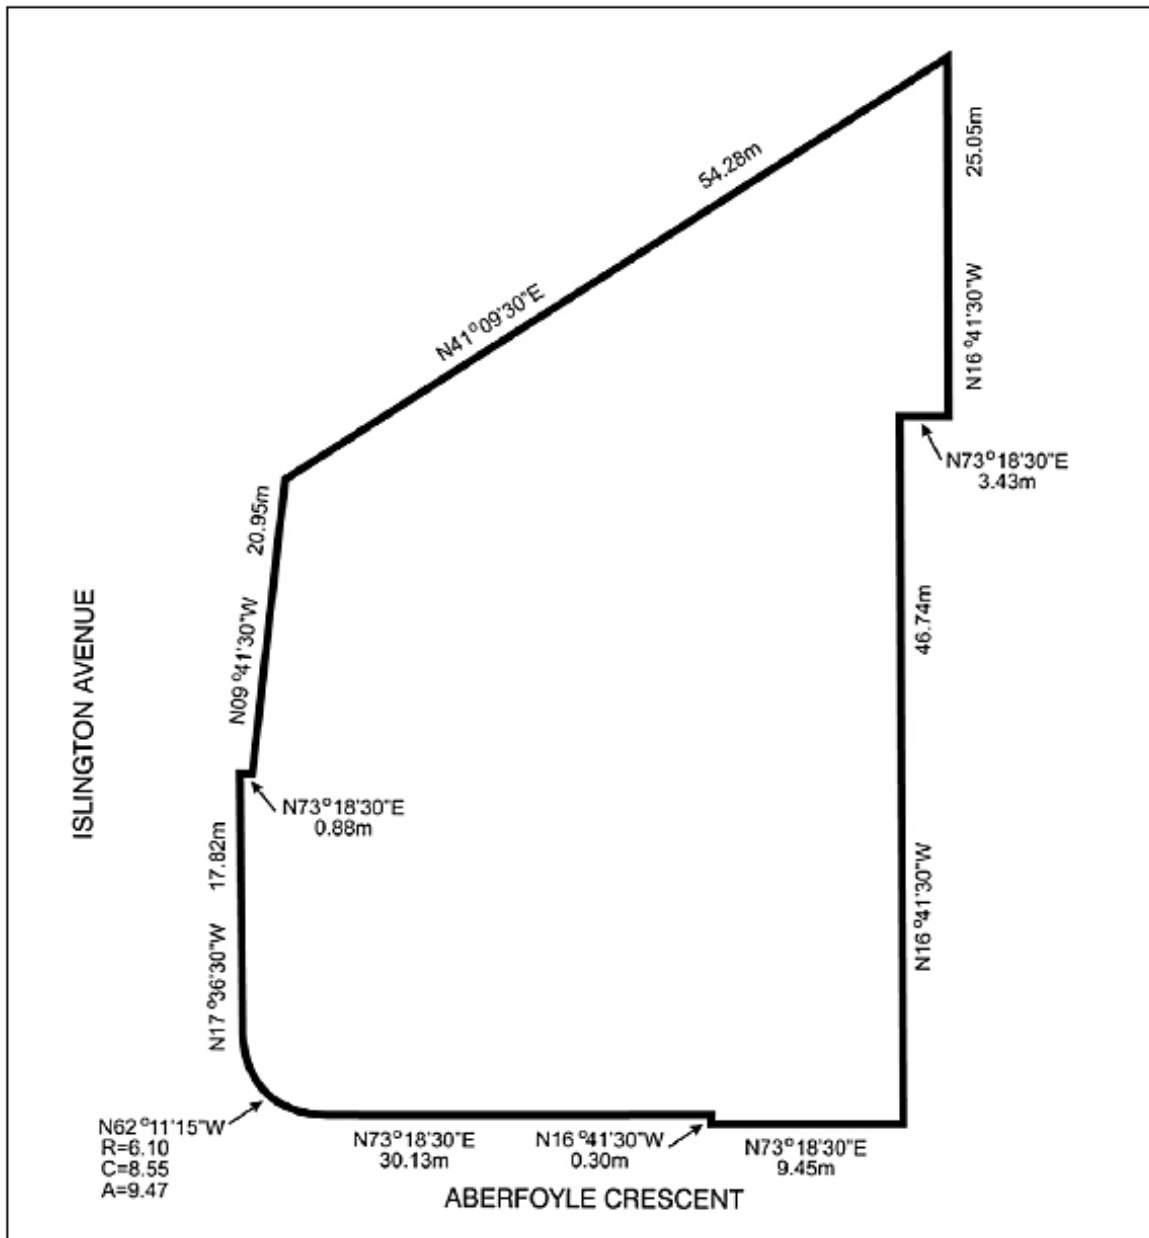 54.28m
N41°09'30"E
25.05m
N16°41'30"W
N73°18'30"E
3.43m
20.95m
N09°41'30"W
46.74m
N16°41'30"W
ISLINGTON AVENUE
N73°18'30"E
0.88m
17.82m
N17°36'30"W
N62°11'15"W
R=6.10
C=8.55
A=9.47
N73°18'30"E
30.13m
N16°41'30"W
0.30m
N73°18'30"E
9.45m
ABERFOYLE CRESCENT